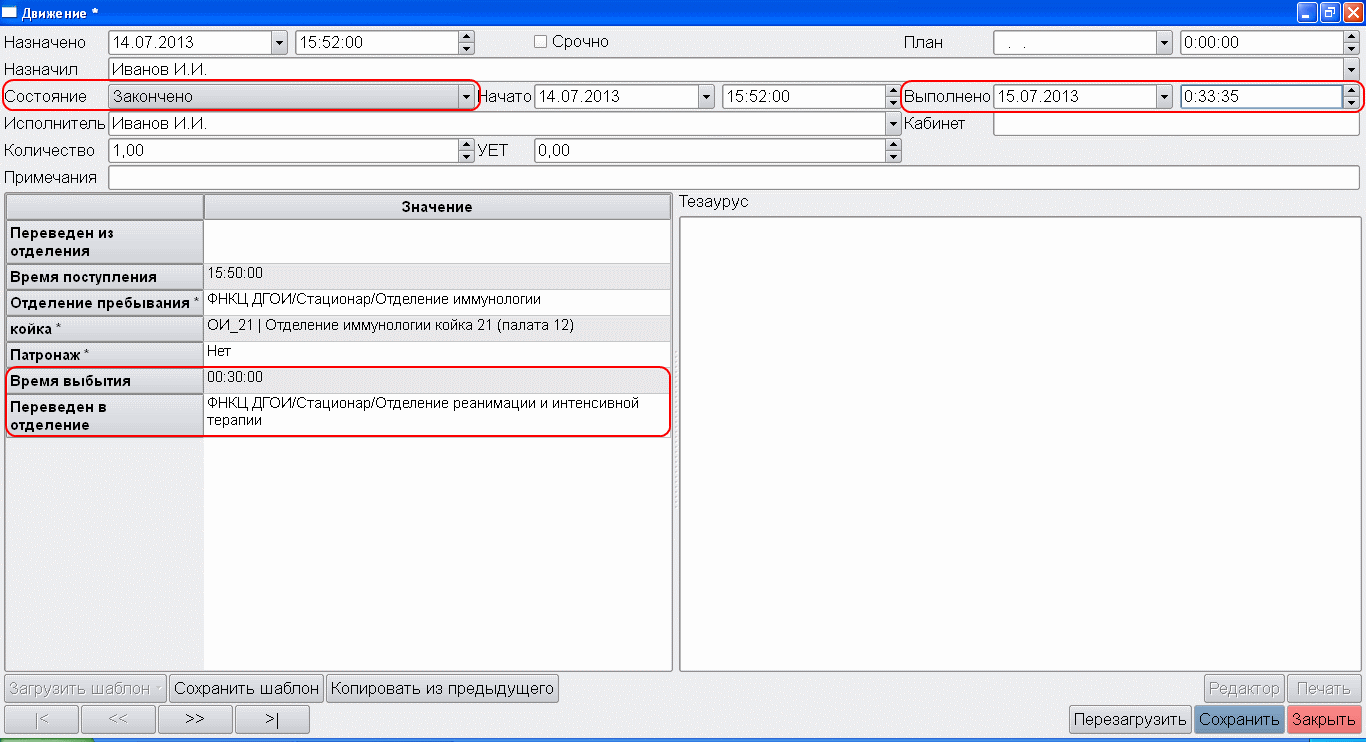 Движение *
Назначено 14.07.2013 15:52:00 Срочно План . . 0:00:00
Назначил Иванов И.И.
Состояние Закончено Начато 14.07.2013 15:52:00 Выполнено 15.07.2013 0:33:35
Исполнитель Иванов И.И. Кабинет
Количество 1,00 УЕТ 0,00
Примечания
Значение
Переведен из
отделения
Время поступления 15:50:00
Отделение пребывания * ФНКЦ ДГОИ/Стационар/Отделение иммунологии
койка * ОИ_21 | Отделение иммунологии койка 21 (палата 12)
Патронаж * Нет
Время выбытия 00:30:00
Переведен в
отделение
ФНКЦ ДГОИ/Стационар/Отделение реанимации и интенсивной
терапии
Тезаурус
Загрузить шаблон Сохранить шаблон Копировать из предыдущего Редактор Печать
|< << >> >| Перезагрузить Сохранить Закрыть